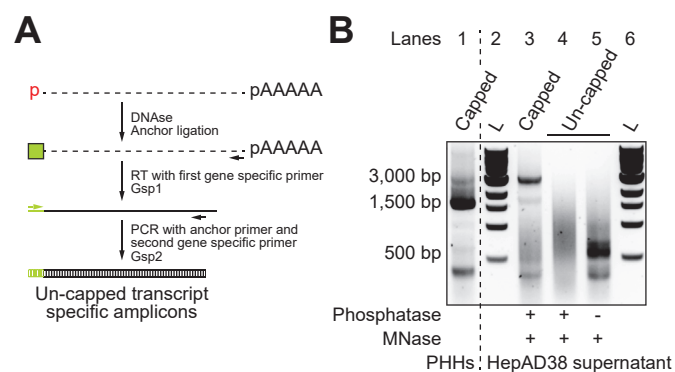 A
p pAAAAA
DNAse
Anchor ligation
pAAAAA
RT with first gene specific primer
Gsp1
PCR with anchor primer and
second gene specific primer
Gsp2
Un-capped transcript
specific amplicons
B
Lanes 1 2 3 4 5 6
Capped L Capped Un-capped L
3,000 bp
1,500 bp
500 bp
Phosphatase + + -
MNase + + +
PHHs HepAD38 supernatant